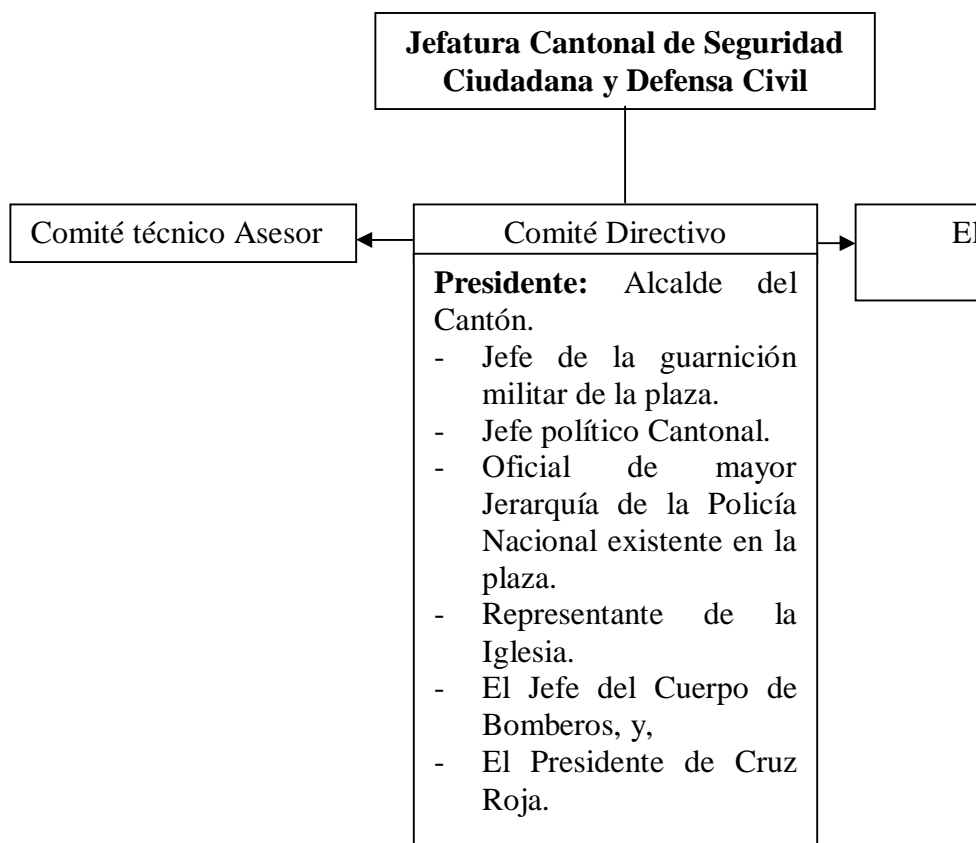 Jefatura Cantonal de Seguridad
Ciudadana y Defensa Civil
Comité técnico Asesor
Comité Directivo
Presidente: Alcalde del
Cantón.
- Jefe de la guarnición
militar de la plaza.
- Jefe político Cantonal.
- Oficial de mayor
Jerarquía de la Policía
Nacional existente en la
plaza.
- Representante de la
Iglesia.
- El Jefe del Cuerpo de
Bomberos, y,
- El Presidente de Cruz
Roja.